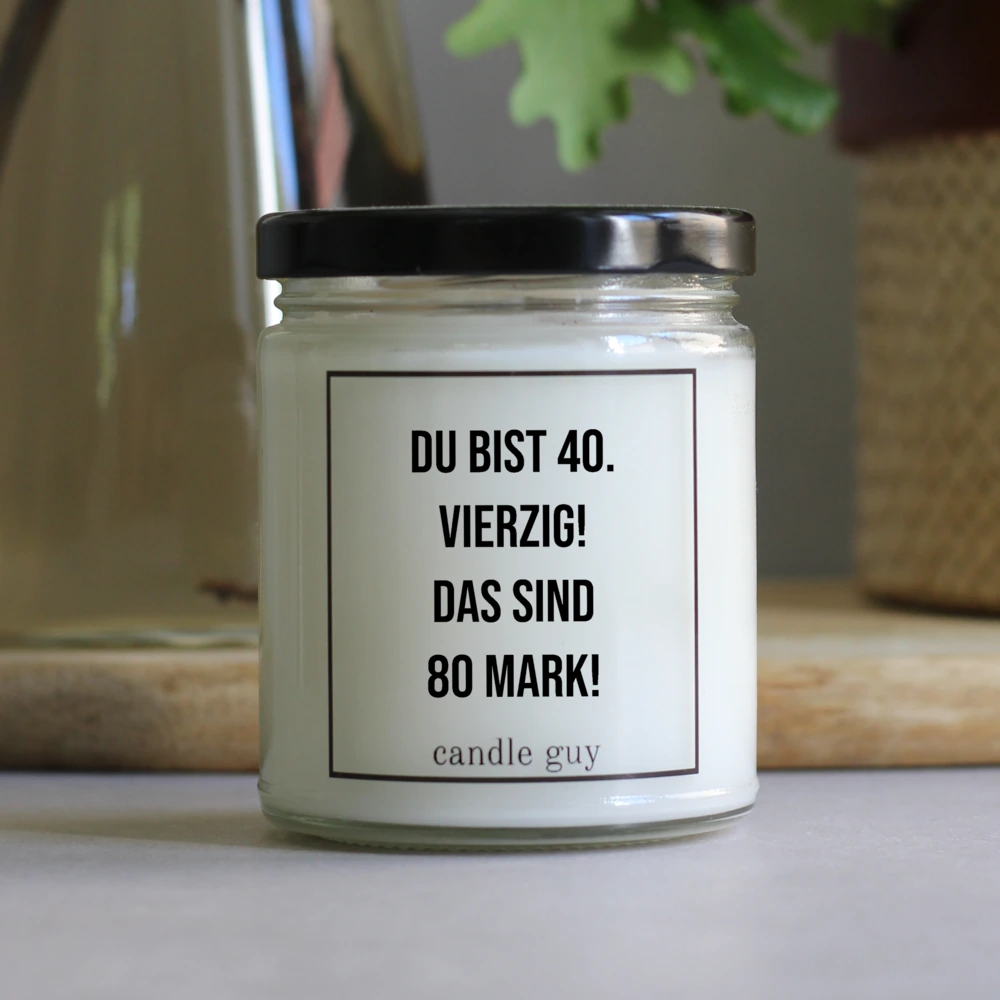 DU BIST 40.
VIERZIG!
DAS SIND
80 MARK!
candle guy